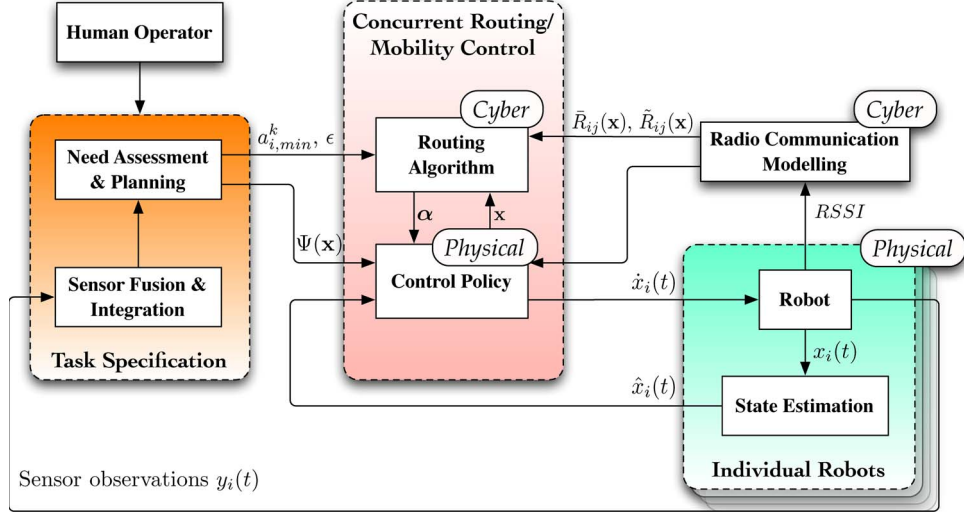 Human Operator
Concurrent Routing/
Mobility Control
Cyber
Routing
Algorithm
α
x
Physical
Control Policy
Need Assessment
& Planning
Sensor Fusion &
Integration
Task Specification
a^k_{i,min}, ϵ
Ψ(x)
R̄_{ij}(x), R̃_{ij}(x)
Cyber
Radio Communication
Modelling
RSSI
Physical
ẋ_i(t)
Robot
x_i(t)
x̂_i(t)
State Estimation
Individual Robots
Sensor observations y_i(t)